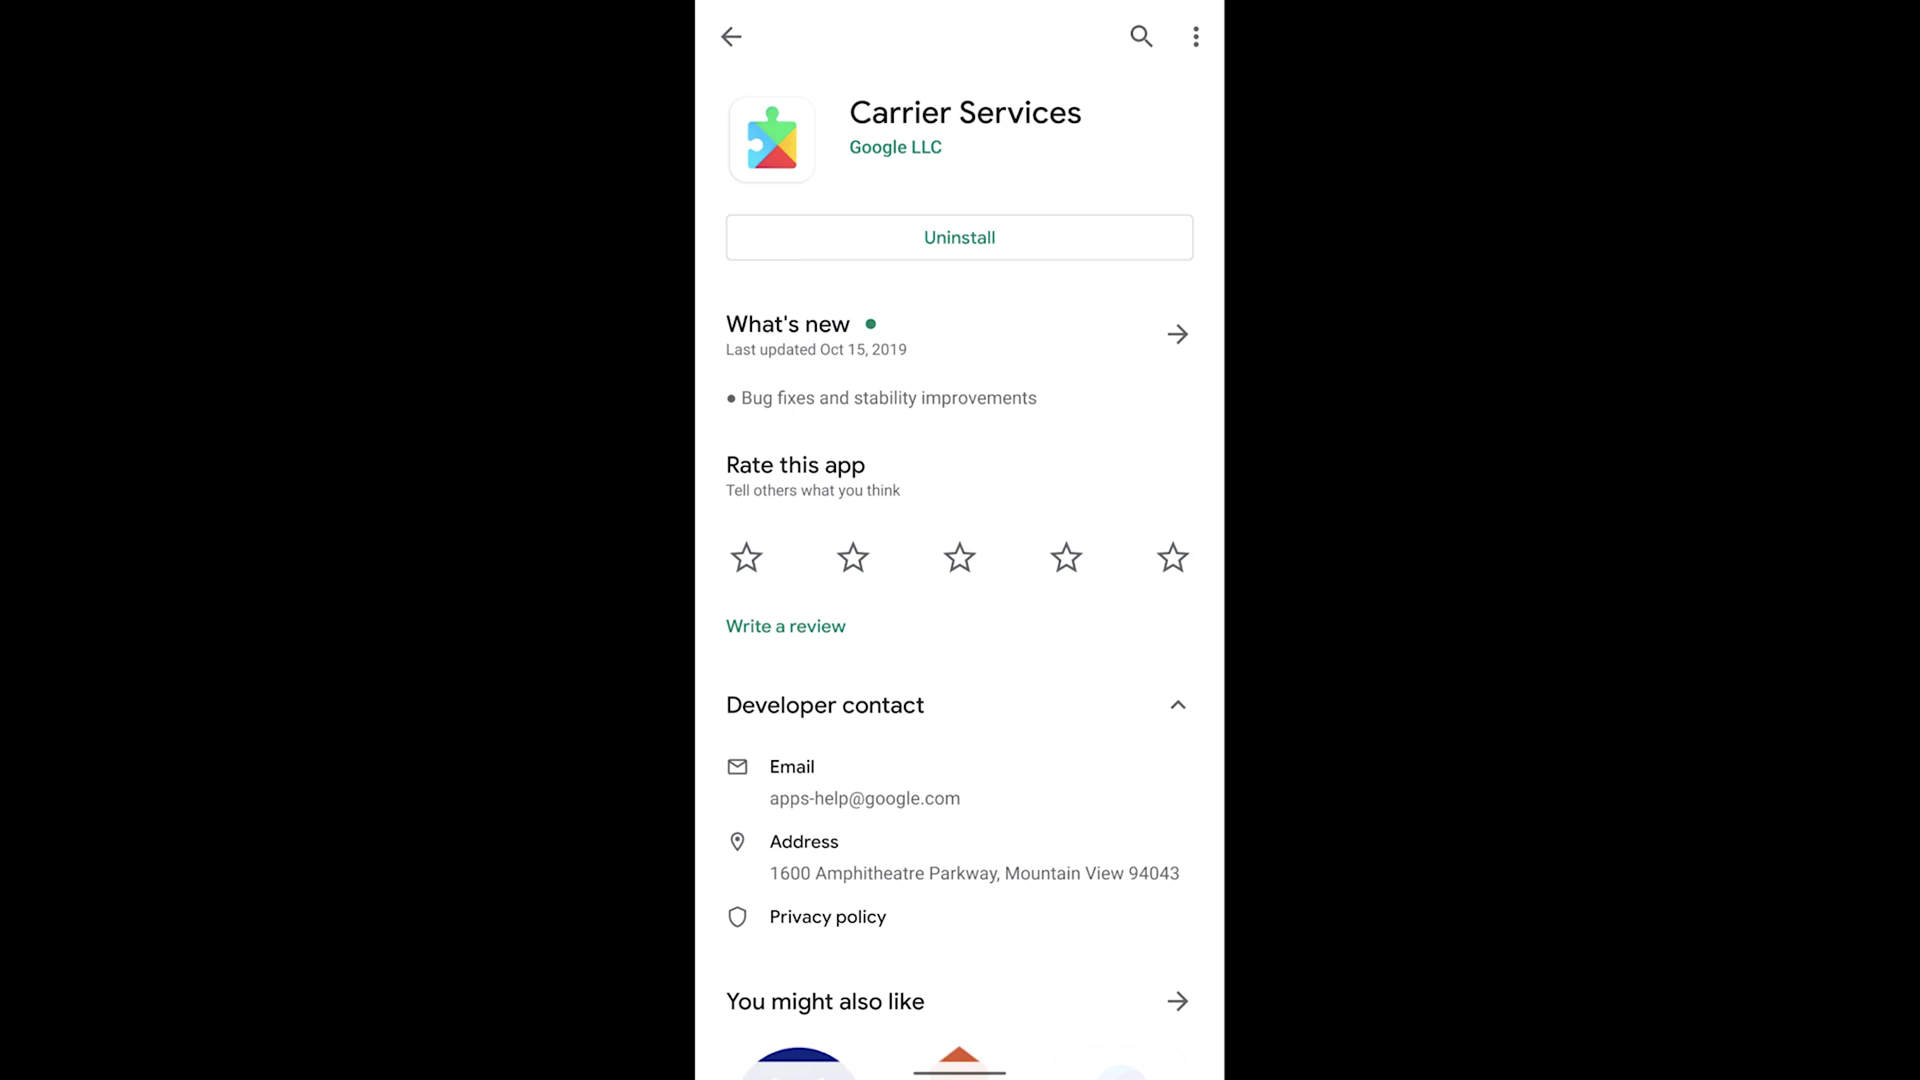 Carrier Services
Google LLC
Uninstall
What's new
Last updated Oct 15, 2019
• Bug fixes and stability improvements
Rate this app
Tell others what you think
Write a review
Developer contact
Email
apps-help@google.com
Address
1600 Amphitheatre Parkway, Mountain View 94043
Privacy policy
You might also like